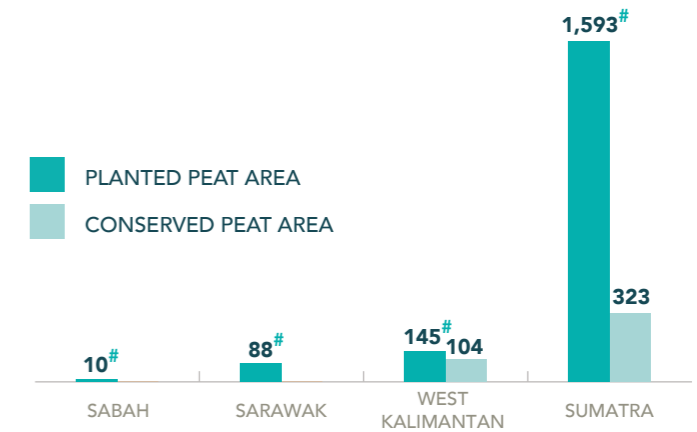 1,593#
PLANTED PEAT AREA
CONSERVED PEAT AREA
323
10#
88#
145#
104
SABAH
SARAWAK
WEST
KALIMANTAN
SUMATRA